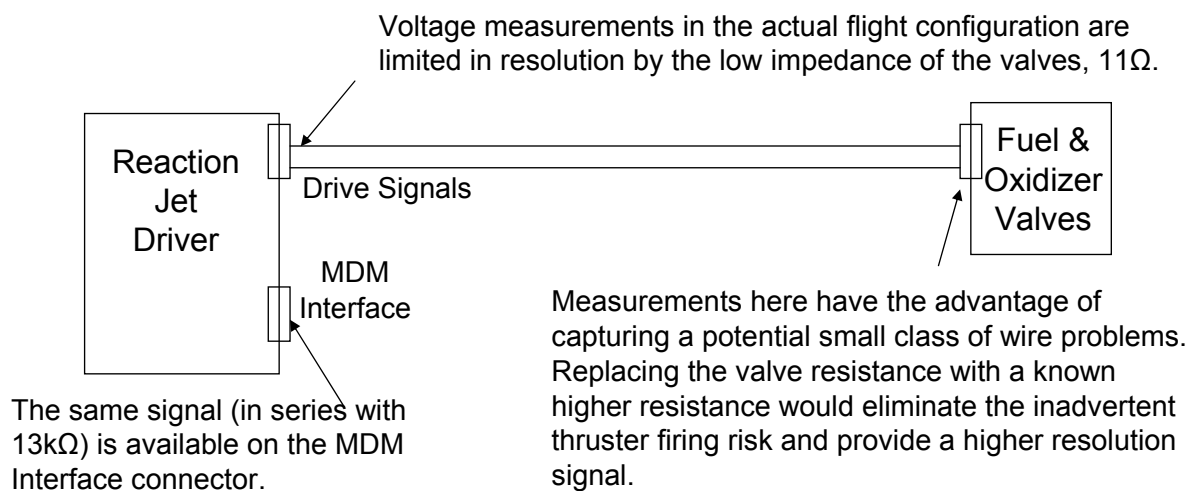 Voltage measurements in the actual flight configuration are
limited in resolution by the low impedance of the valves, 11Ω.
Reaction
Jet
Driver
Drive Signals
Fuel &
Oxidizer
Valves
MDM
Interface
The same signal (in series with
13kΩ) is available on the MDM
Interface connector.
Measurements here have the advantage of
capturing a potential small class of wire problems.
Replacing the valve resistance with a known
higher resistance would eliminate the inadvertent
thruster firing risk and provide a higher resolution
signal.